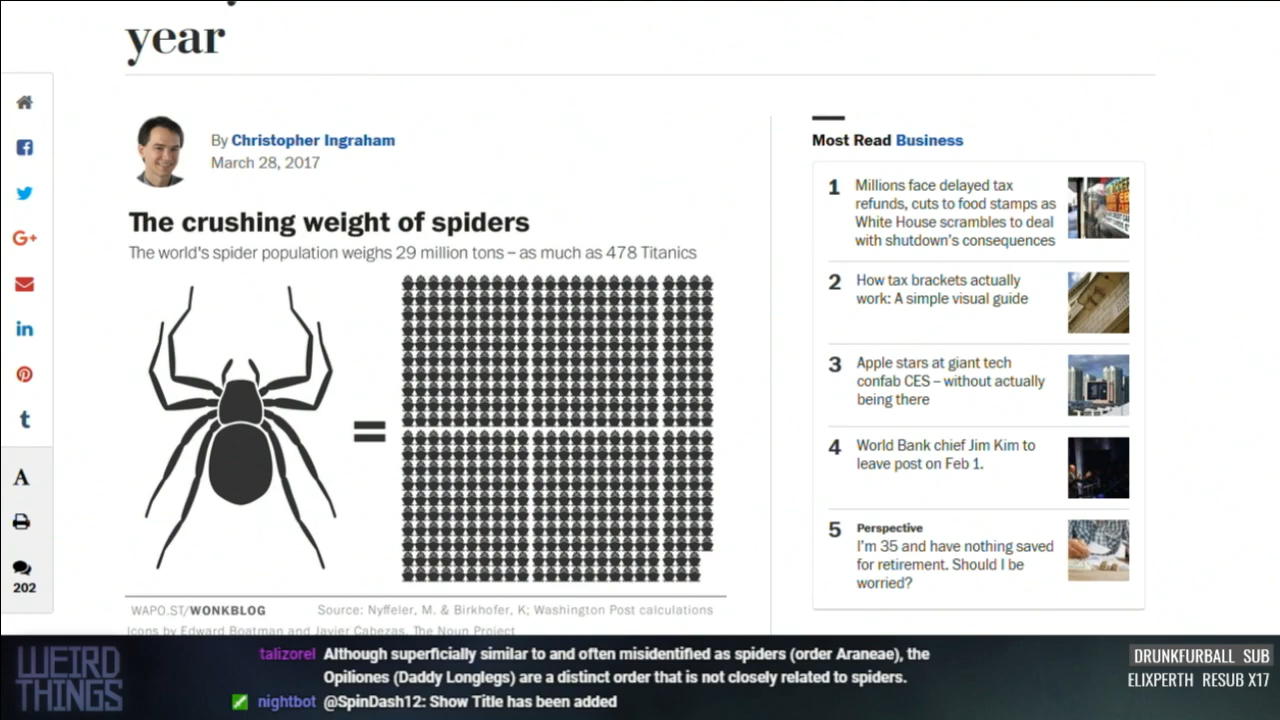 year
By Christopher Ingraham
March 28, 2017
The crushing weight of spiders
The world's spider population weighs 29 million tons – as much as 478 Titanics
=
WAPO.ST/WONKBLOG
Source: Nyffeler, M. & Birkhofer, K; Washington Post calculations
Icons by Edward Boatman and Javier Cabezas, The Noun Project
G+
in
t
A
202
Most Read Business
1
Millions face delayed tax
refunds, cuts to food stamps as
White House scrambles to deal
with shutdown's consequences
2
How tax brackets actually
work: A simple visual guide
3
Apple stars at giant tech
confab CES – without actually
being there
4
World Bank chief Jim Kim to
leave post on Feb 1.
5
Perspective
I'm 35 and have nothing saved
for retirement. Should I be
worried?
WEIRD
THINGS
talizorel Although superficially similar to and often misidentified as spiders (order Araneae), the
Opiliones (Daddy Longlegs) are a distinct order that is not closely related to spiders.
nightbot @SpinDash12: Show Title has been added
DRUNKFURBALL SUB
ELIXPERTH RESUB X17